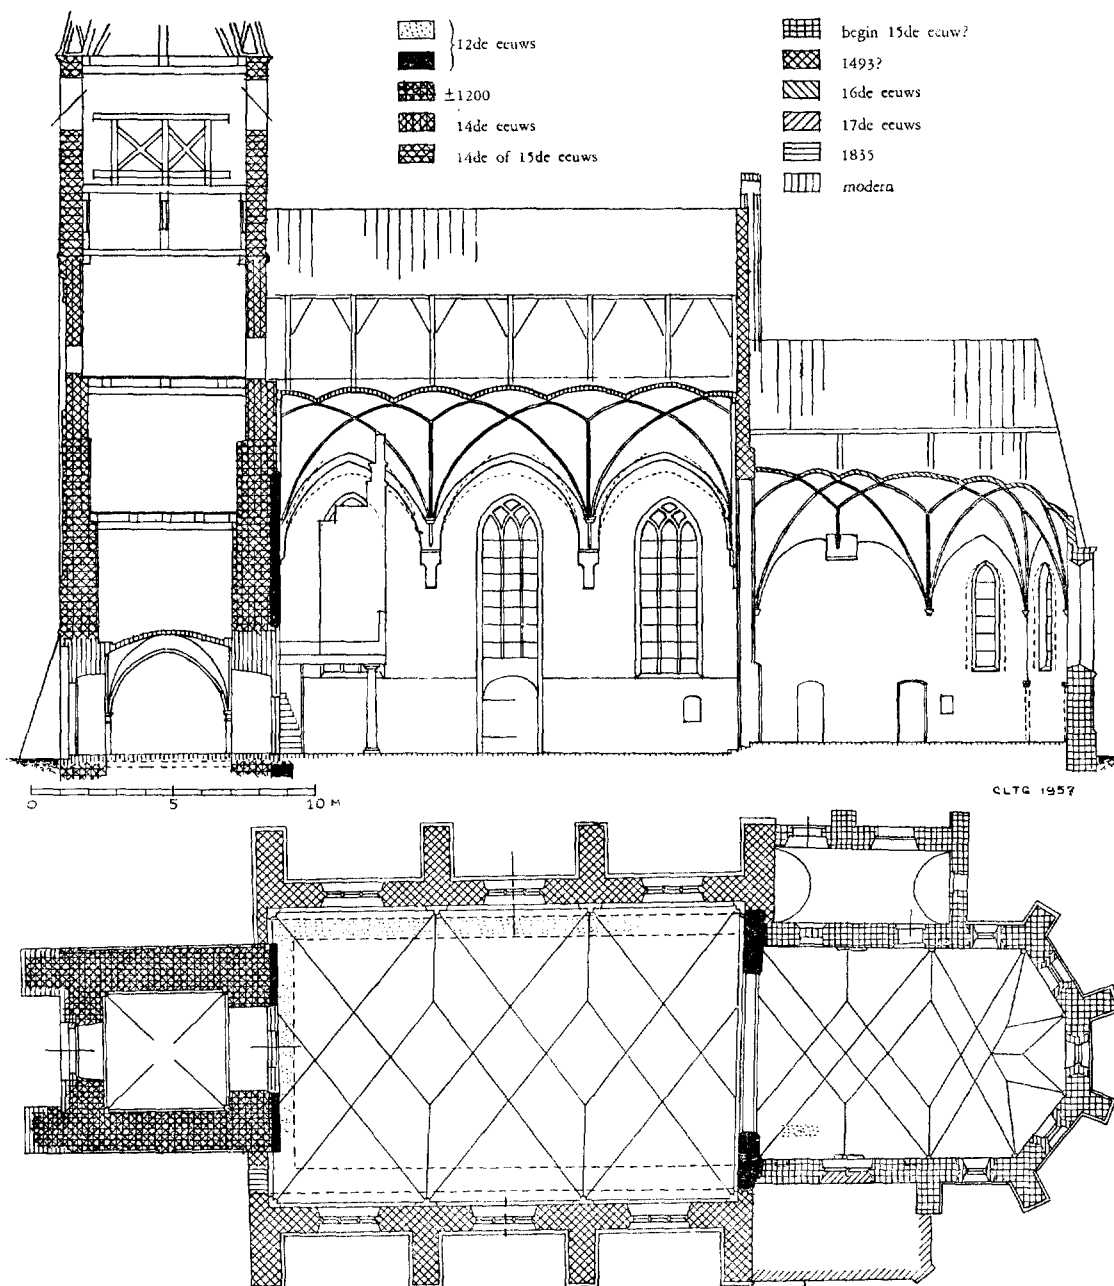 12de eeuws
±1200
14de eeuws
14de of 15de eeuws
begin 15de eeuw?
1493?
16de eeuws
17de eeuws
1835
modern
0 5 10 M
CLTG 1957